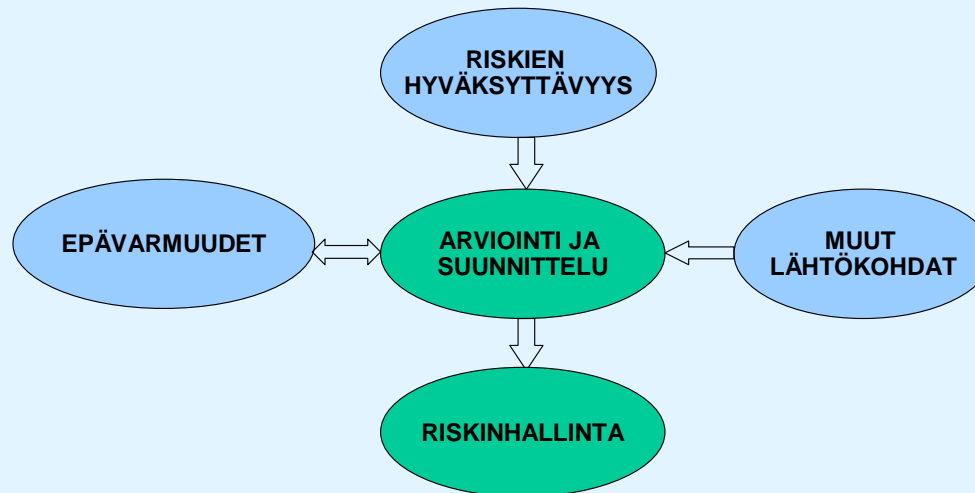 RISKIEN
HYVÄKSYTTÄVYYS
EPÄVARMUUDET
ARVIOINTI JA
SUUNNITTELU
MUUT
LÄHTÖKOHDAT
RISKINHALLINTA